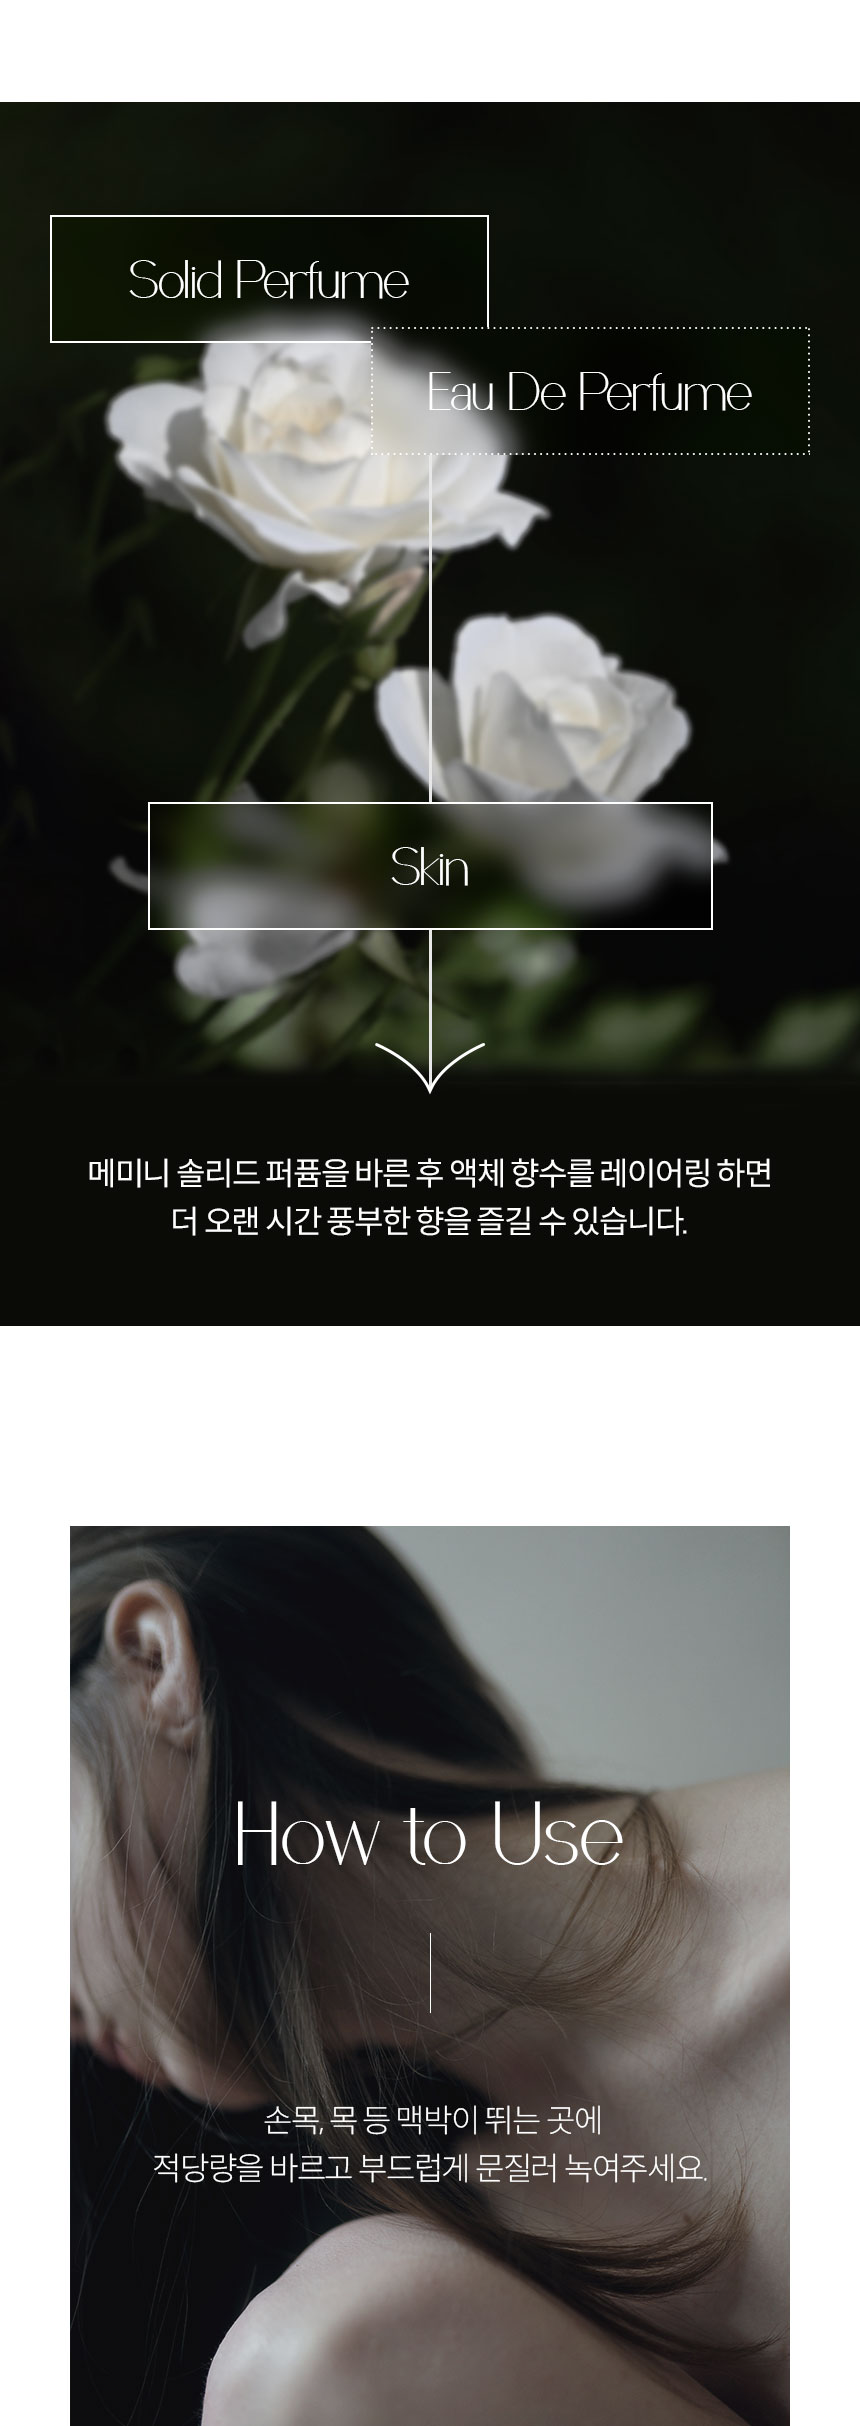 Solid Perfume
Eau De Perfume
Skin
메미니 솔리드 퍼퓸을 바른 후 액체 향수를 레이어링 하면
더 오랜 시간 풍부한 향을 즐길 수 있습니다.
How to Use
손목, 목 등 맥박이 뛰는 곳에
적당량을 바르고 부드럽게 문질러 녹여주세요.